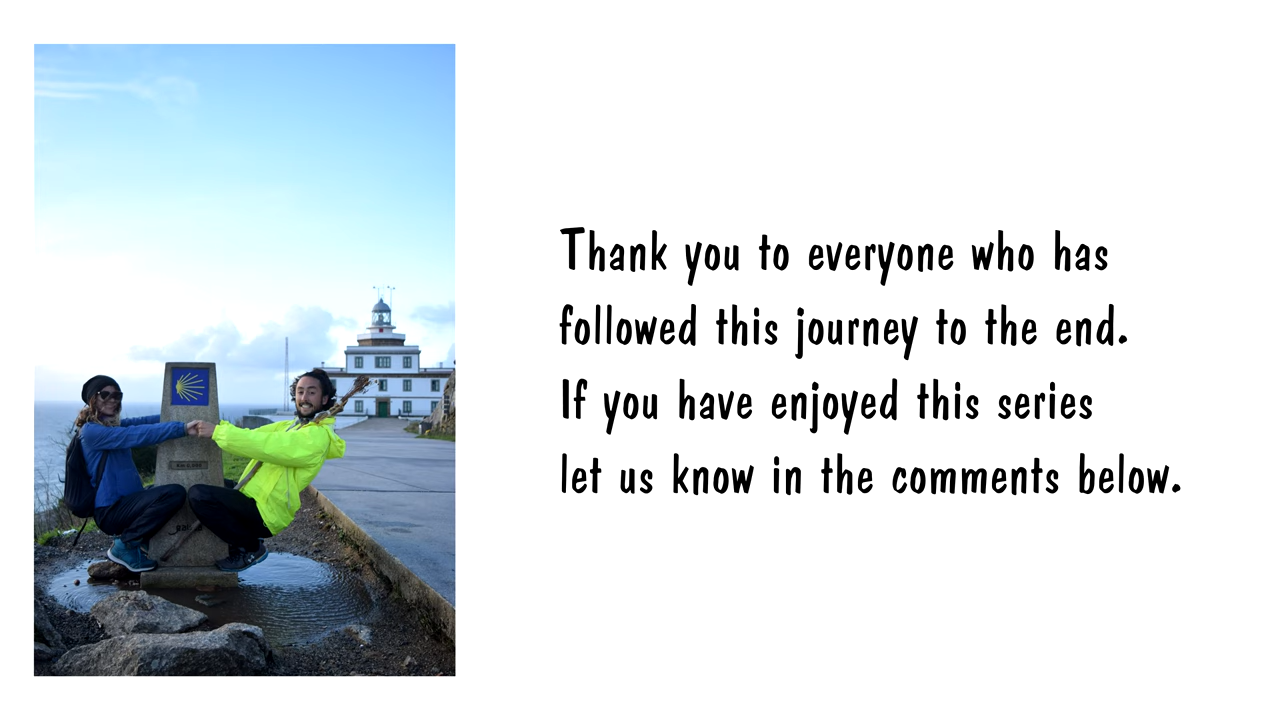 Thank you to everyone who has
followed this journey to the end.
If you have enjoyed this series
let us know in the comments below.